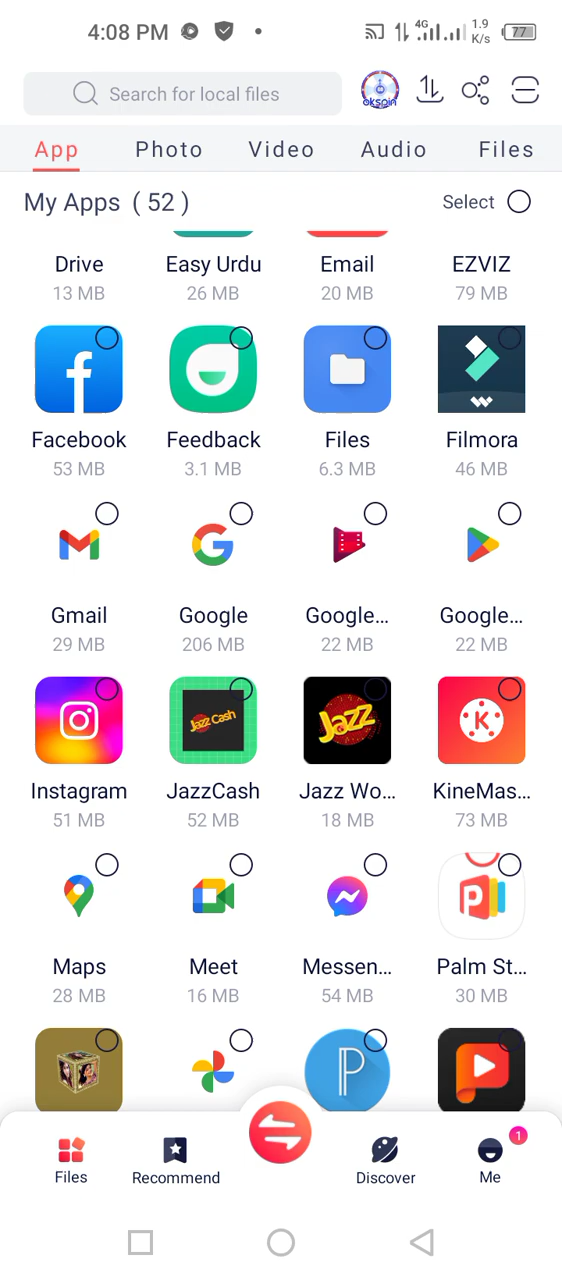 4:08 PM 4G 1.9 K/s 77
Search for local files
okspin
App Photo Video Audio Files
My Apps ( 52 ) Select
Drive Easy Urdu Email EZVIZ
13 MB 26 MB 20 MB 79 MB
Facebook Feedback Files Filmora
53 MB 3.1 MB 6.3 MB 46 MB
Gmail Google Google... Google...
29 MB 206 MB 22 MB 22 MB
Jazz Cash Jazz K
Instagram JazzCash Jazz Wo... KineMas...
51 MB 52 MB 18 MB 73 MB
P
Maps Meet Messen... Palm St...
28 MB 16 MB 54 MB 30 MB
P
1
Files Recommend Discover Me